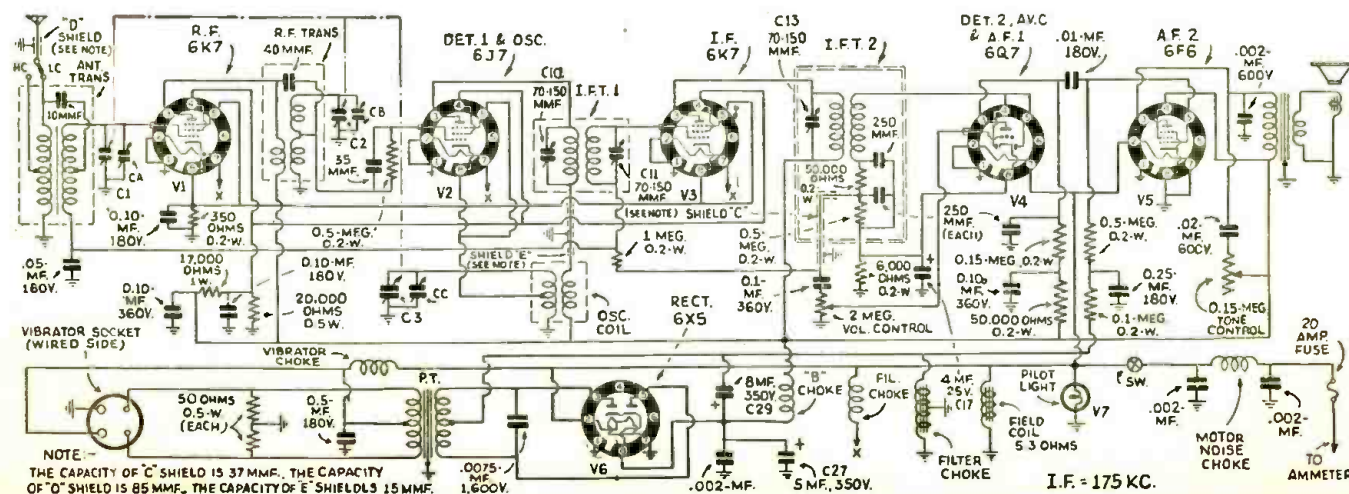 "D"
SHIELD
(SEE NOTE)
HC
LC
ANT.
TRANS
10MMF.
R.F.
6K7
R.F. TRANS
40 MMF.
DET. 1 & OSC.
6J7
C10
70-150
MMF.
I.F.T. 1
I.F.
6K7
C13
70-150
MMF.
I.F.T. 2
DET. 2, AV.C
& A.F.1
6Q7
.01-MF.
180V.
A.F. 2
6F6
.002-
MF.
600V.
C1
CA
V1
CB
C2
35
MMF.
V2
C11
70-150
MMF.
V3
(SEE NOTE) SHIELD "C"
250
MMF.
50,000
OHMS
0.2-
W.
V4
250
MMF.
(EACH)
V5
0.10-
MF.
180V.
350
OHMS
0.2-W.
X
X
0.5-MEG.
0.2-W.
1 MEG.
0.2-W.
0.5-
MEG.
0.2-W.
6,000
OHMS
0.2-W.
0.15-MEG. 0.2-W.
0.5-MEG.
0.2-W.
.02-
MF.
600V.
.05-
MF.
180V.
17,000
OHMS
1 W.
0.10-MF.
180V.
SHIELD "E"
(SEE NOTE)
0.1-
MF.
360V.
0.10-
MF.
360V.
0.25-
MF.
180V.
0.10-
MF.
360V.
20,000
OHMS
0.5 W.
C3
CC
OSC.
COIL
RECT.
6X5
2 MEG.
VOL. CONTROL
50,000 OHMS
0.2-W.
0.1-MEG.
0.2-W.
0.15-MEG
TONE
CONTROL
20
AMP.
FUSE
VIBRATOR SOCKET
(WIRED SIDE)
VIBRATOR
CHOKE
P.T.
50 OHMS
0.5-W.
(EACH)
0.5-
MF.
180V.
.0075-
MF.
1,600V.
V6
8 MF.
350V.
C29
"B"
CHOKE
FIL.
CHOKE
X
4 MF.
25V.
C17
FILTER
CHOKE
FIELD
COIL
5.3 OHMS
PILOT
LIGHT
V7
SW.
.002-
MF.
MOTOR
NOISE
CHOKE
.002-
MF.
TO
AMMETER
.002-MF.
C27
5 MF., 350V.
I.F. = 175 KC.
NOTE:-
THE CAPACITY OF "C" SHIELD IS 37 MMF., THE CAPACITY
OF "D" SHIELD IS 85 MMF., THE CAPACITY OF "E" SHIELD IS 15 MMF.